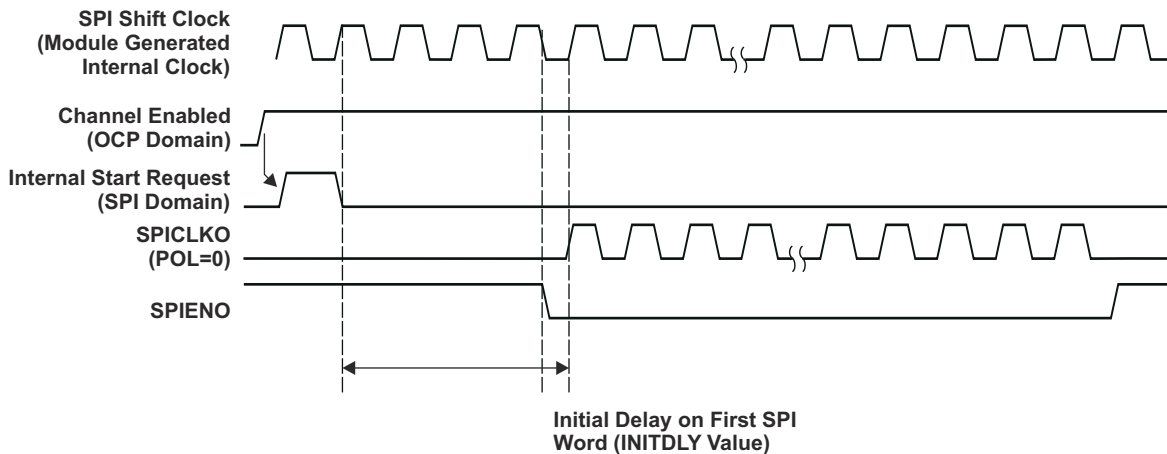 SPI Shift Clock
(Module Generated
Internal Clock)
Channel Enabled
(OCP Domain)
Internal Start Request
(SPI Domain)
SPICLKO
(POL=0)
SPIENO
Initial Delay on First SPI
Word (INITDLY Value)